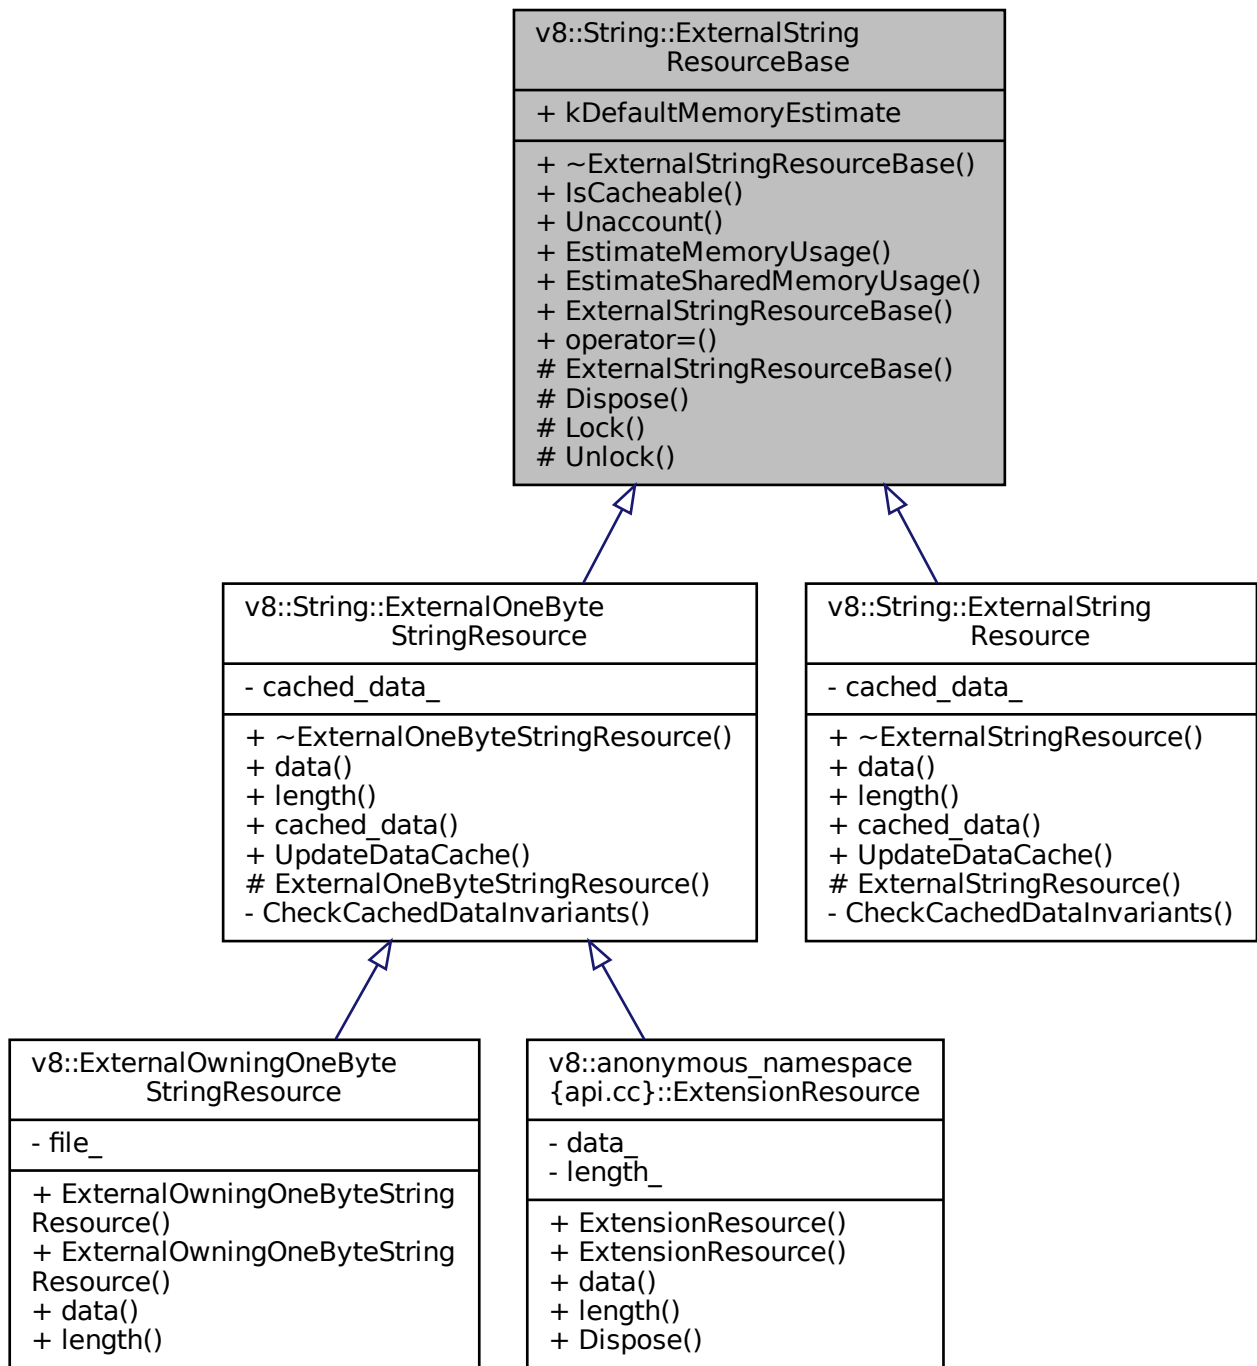 v8::String::ExternalString
ResourceBase
+ kDefaultMemoryEstimate
+ ~ExternalStringResourceBase()
+ IsCacheable()
+ Unaccount()
+ EstimateMemoryUsage()
+ EstimateSharedMemoryUsage()
+ ExternalStringResourceBase()
+ operator=()
# ExternalStringResourceBase()
# Dispose()
# Lock()
# Unlock()
v8::String::ExternalOneByte
StringResource
- cached_data_
+ ~ExternalOneByteStringResource()
+ data()
+ length()
+ cached_data()
+ UpdateDataCache()
# ExternalOneByteStringResource()
- CheckCachedDataInvariants()
v8::String::ExternalString
Resource
- cached_data_
+ ~ExternalStringResource()
+ data()
+ length()
+ cached_data()
+ UpdateDataCache()
# ExternalStringResource()
- CheckCachedDataInvariants()
v8::ExternalOwningOneByte
StringResource
- file_
+ ExternalOwningOneByteString
Resource()
+ ExternalOwningOneByteString
Resource()
+ data()
+ length()
v8::anonymous_namespace
{api.cc}::ExtensionResource
- data_
- length_
+ ExtensionResource()
+ ExtensionResource()
+ data()
+ length()
+ Dispose()